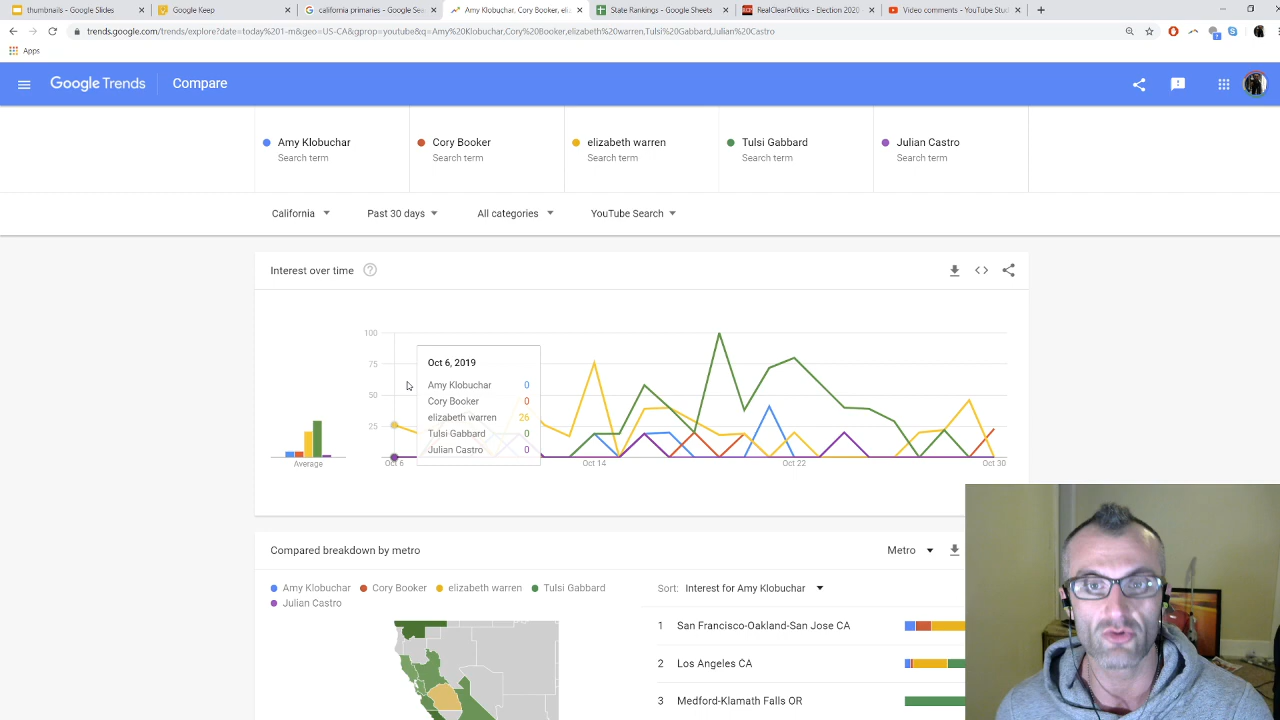 thumbnails - Google Slides
Google Keep
california primaries - Google Sea
Amy Klobuchar, Cory Booker, eli
State Rankings - Google Sheets
RealClearPolitics - Election 2020
Video comments - YouTube Stud
trends.google.com/trends/explore?date=today%201-m&geo=US-CA&gprop=youtube&q=Amy%20Klobuchar,Cory%20Booker,elizabeth%20warren,Tulsi%20Gabbard,Julian%20Castro
Apps
Google Trends
Compare
Amy Klobuchar
Search term
Cory Booker
Search term
elizabeth warren
Search term
Tulsi Gabbard
Search term
Julian Castro
Search term
California
Past 30 days
All categories
YouTube Search
Interest over time
100
75
50
25
Average
Oct 6
Oct 14
Oct 22
Oct 30
Oct 6, 2019
Amy Klobuchar 0
Cory Booker 0
elizabeth warren 26
Tulsi Gabbard 0
Julian Castro 0
Compared breakdown by metro
Metro
Amy Klobuchar
Cory Booker
elizabeth warren
Tulsi Gabbard
Julian Castro
Sort: Interest for Amy Klobuchar
1 San Francisco-Oakland-San Jose CA
2 Los Angeles CA
3 Medford-Klamath Falls OR